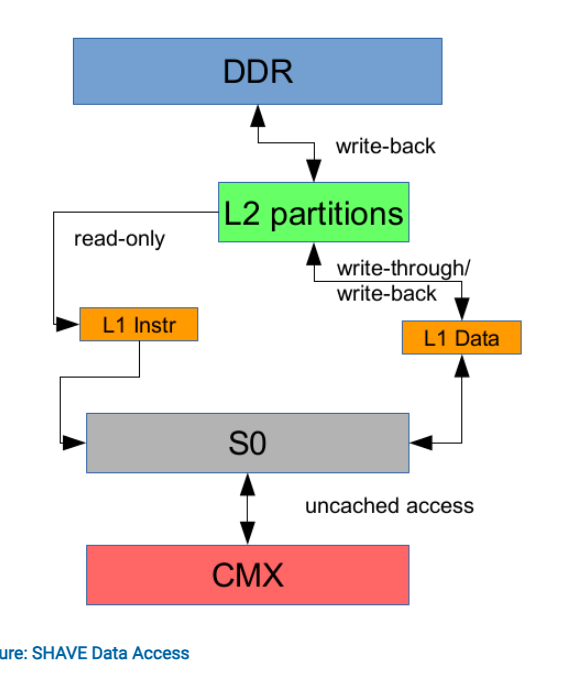 DDR
write-back
L2 partitions
read-only
write-through/
write-back
L1 Instr
L1 Data
S0
uncached access
CMX
ure: SHAVE Data Access